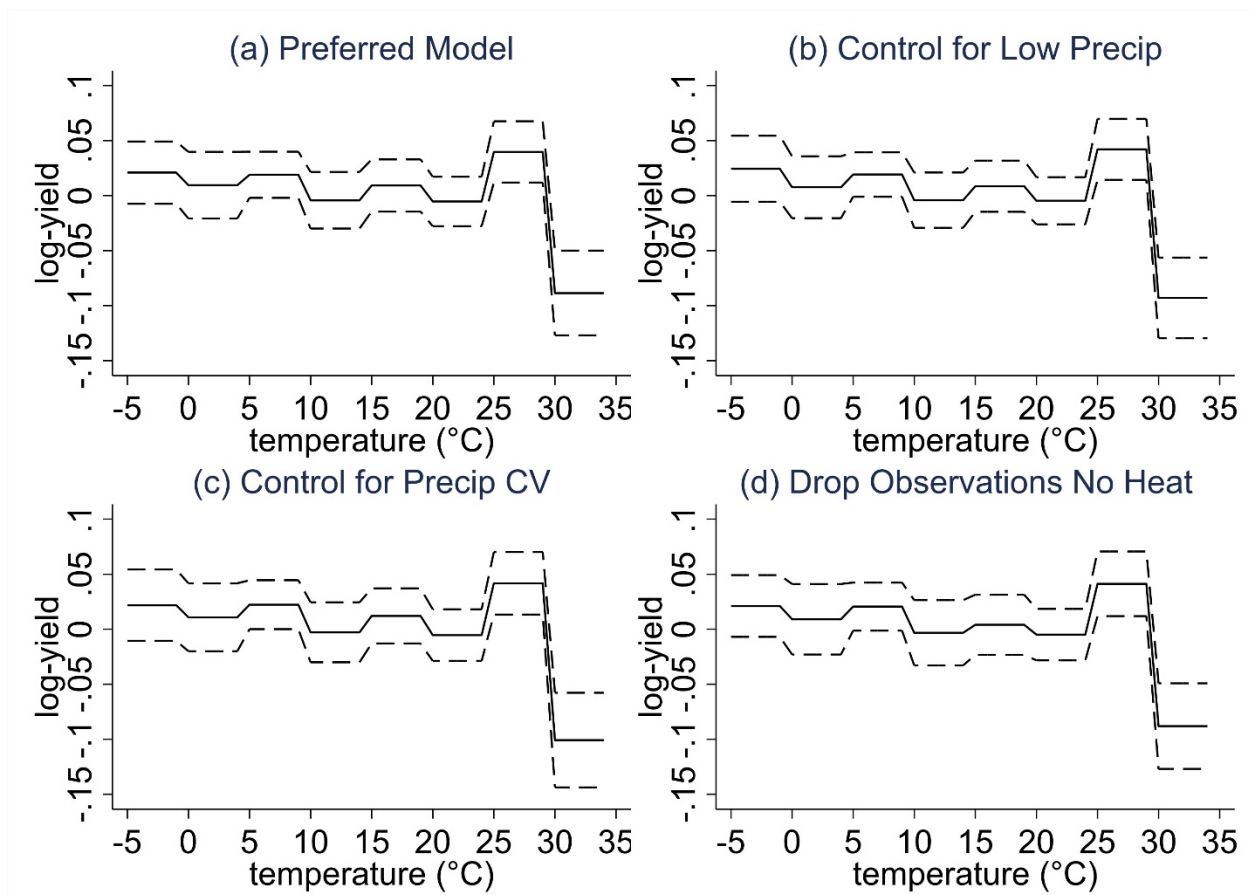 (a) Preferred Model
(b) Control for Low Precip
log-yield
.1
.05
0
-.05
-.1
-.15
-5 0 5 10 15 20 25 30 35
temperature (°C)
log-yield
.1
.05
0
-.05
-.1
-.15
-5 0 5 10 15 20 25 30 35
temperature (°C)
(c) Control for Precip CV
(d) Drop Observations No Heat
log-yield
.1
.05
0
-.05
-.1
-.15
-5 0 5 10 15 20 25 30 35
temperature (°C)
log-yield
.1
.05
0
-.05
-.1
-.15
-5 0 5 10 15 20 25 30 35
temperature (°C)